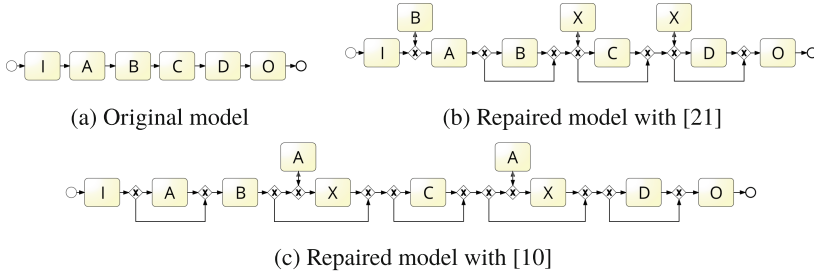 B X X
I A B C D O
I A B C D O
(a) Original model
(b) Repaired model with [21]
A A
I A B X C X D O
(c) Repaired model with [10]